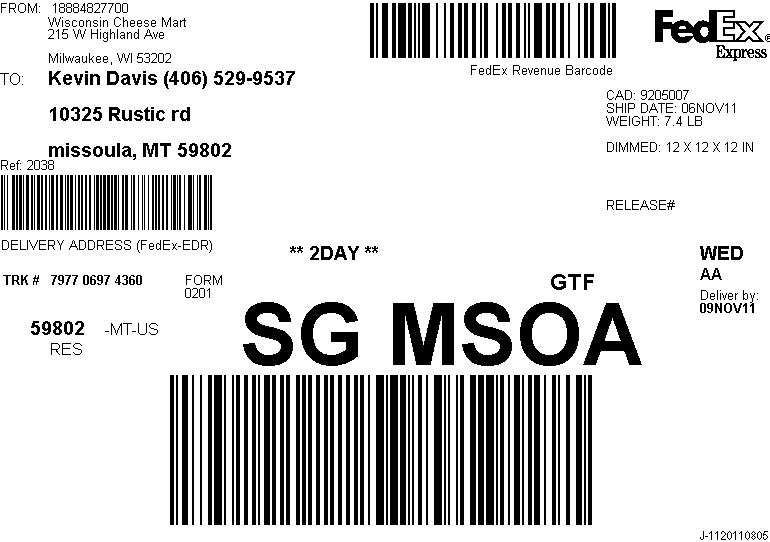 FROM: 18884827700
Wisconsin Cheese Mart
215 W Highland Ave
Milwaukee, WI 53202
TO: Kevin Davis (406) 529-9537
10325 Rustic rd
missoula, MT 59802
Ref: 2038
FedEx Revenue Barcode
FedEx®
Express
CAD: 9205007
SHIP DATE: 06NOV11
WEIGHT: 7.4 LB
DIMMED: 12 X 12 X 12 IN
RELEASE#
DELIVERY ADDRESS (FedEx-EDR)
** 2DAY **
WED
AA
Deliver by:
09NOV11
TRK # 7977 0697 4360 FORM
0201
GTF
59802 -MT-US
RES
SG MSOA
J-1120110805